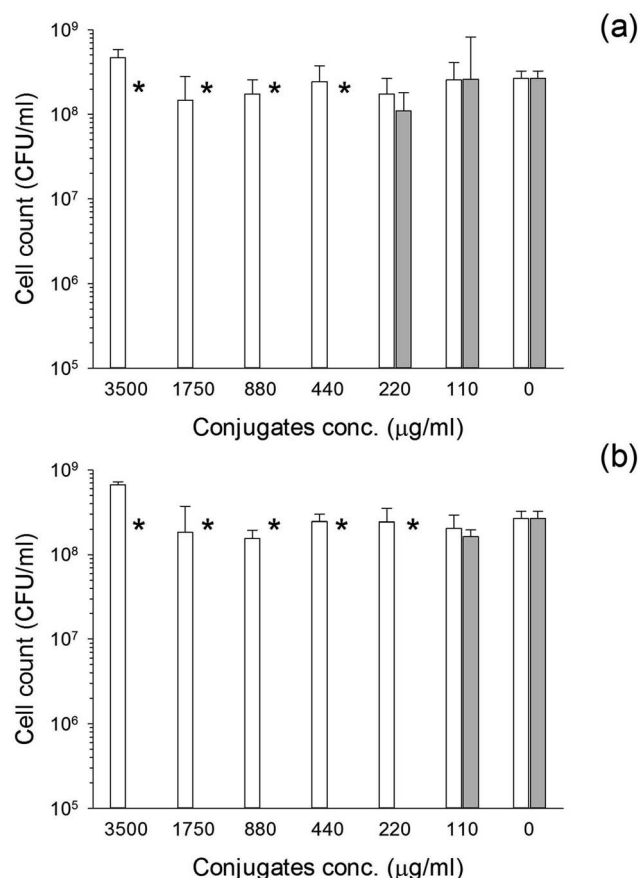 (a)
Cell count (CFU/ml)
10⁹
10⁸
10⁷
10⁶
10⁵
* * * *
3500 1750 880 440 220 110 0
Conjugates conc. (μg/ml)
(b)
Cell count (CFU/ml)
10⁹
10⁸
10⁷
10⁶
10⁵
* * * * *
3500 1750 880 440 220 110 0
Conjugates conc. (μg/ml)